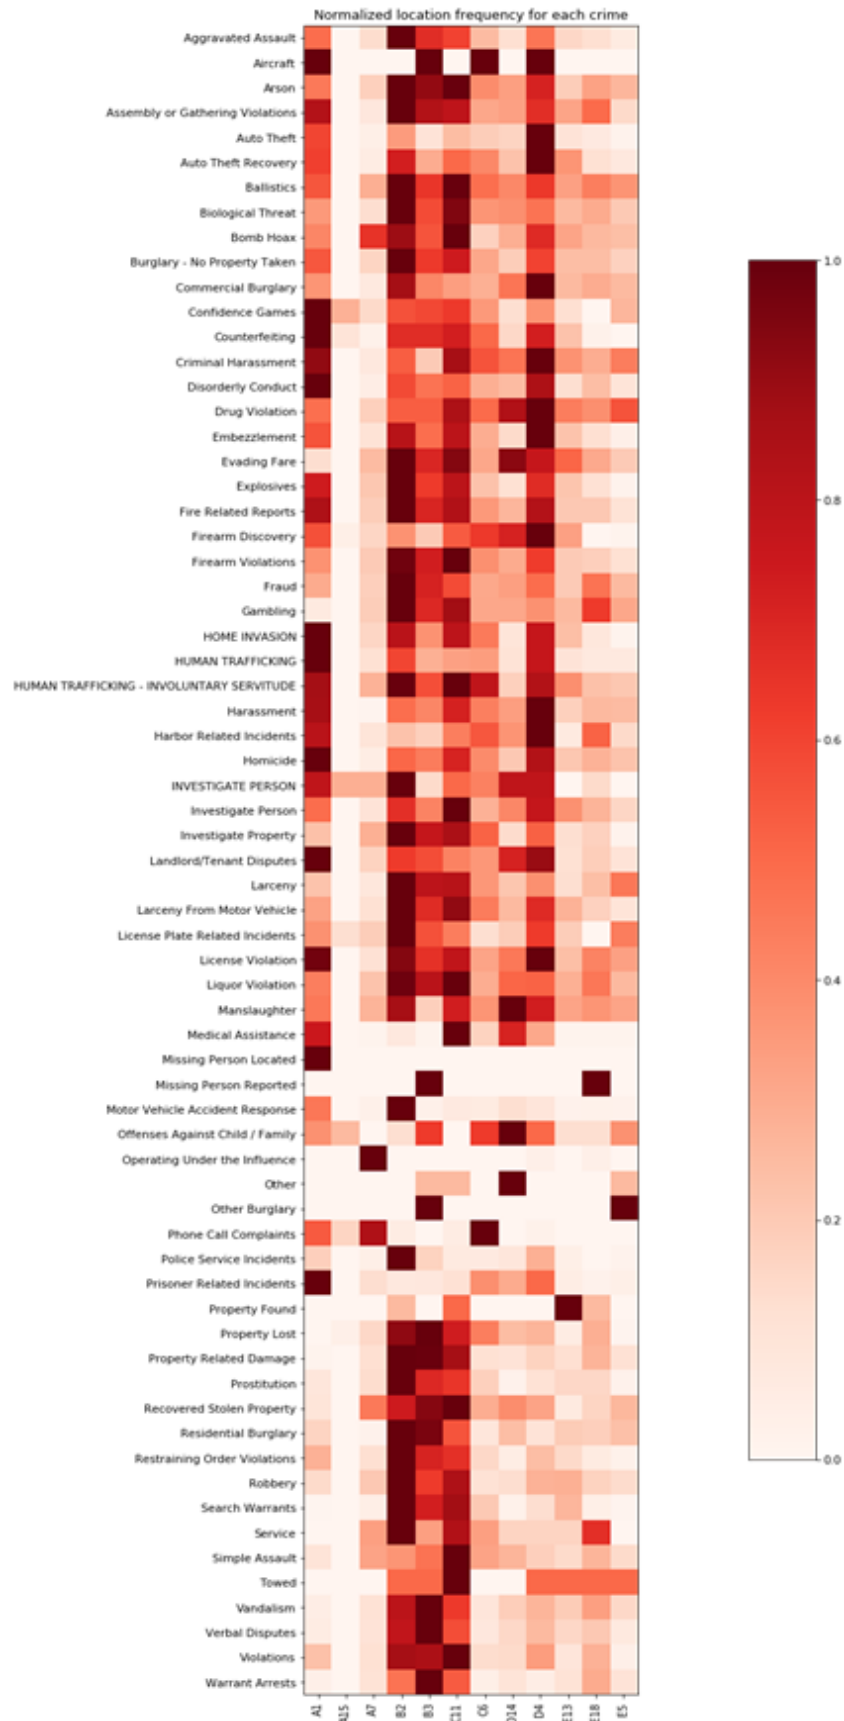 Normalized location frequency for each crime
Aggravated Assault
Aircraft
Arson
Assembly or Gathering Violations
Auto Theft
Auto Theft Recovery
Ballistics
Biological Threat
Bomb Hoax
Burglary - No Property Taken
Commercial Burglary
Confidence Games
Counterfeiting
Criminal Harassment
Disorderly Conduct
Drug Violation
Embezzlement
Evading Fare
Explosives
Fire Related Reports
Firearm Discovery
Firearm Violations
Fraud
Gambling
HOME INVASION
HUMAN TRAFFICKING
HUMAN TRAFFICKING - INVOLUNTARY SERVITUDE
Harassment
Harbor Related Incidents
Homicide
INVESTIGATE PERSON
Investigate Person
Investigate Property
Landlord/Tenant Disputes
Larceny
Larceny From Motor Vehicle
License Plate Related Incidents
License Violation
Liquor Violation
Manslaughter
Medical Assistance
Missing Person Located
Missing Person Reported
Motor Vehicle Accident Response
Offenses Against Child / Family
Operating Under the Influence
Other
Other Burglary
Phone Call Complaints
Police Service Incidents
Prisoner Related Incidents
Property Found
Property Lost
Property Related Damage
Prostitution
Recovered Stolen Property
Residential Burglary
Restraining Order Violations
Robbery
Search Warrants
Service
Simple Assault
Towed
Vandalism
Verbal Disputes
Violations
Warrant Arrests
A1
A15
A7
B2
B3
C11
C6
D14
D4
E13
E18
E5
1.0
0.8
0.6
0.4
0.2
0.0